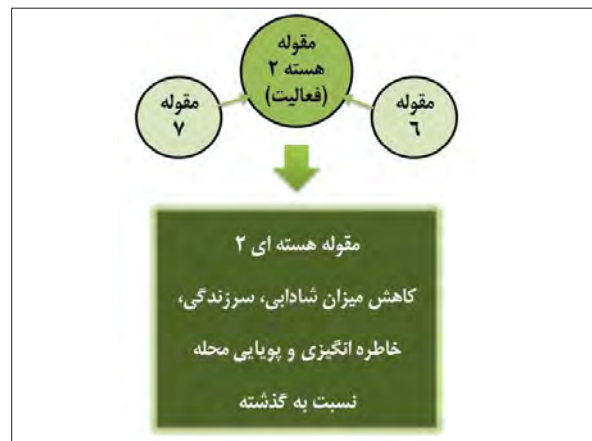 مقوله
هسته ۲
(فعالیت)
مقوله
۶
مقوله
۷
مقوله هسته ای ۲
کاهش میزان شادابی، سرزندگی،
خاطره انگیزی و پویایی محله
نسبت به گذشته